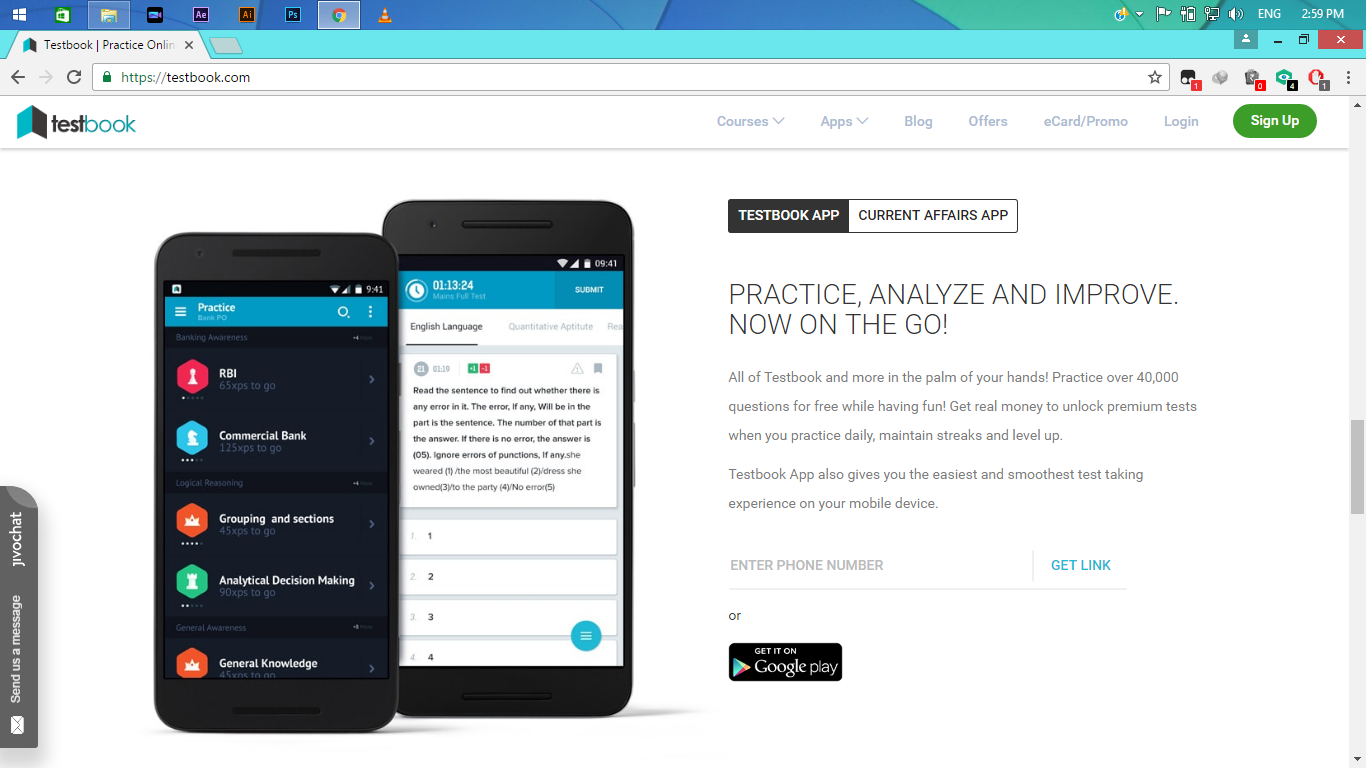 ENG 2:59 PM
Testbook | Practice Onlin
https://testbook.com
1
0
4
1
testbook
Courses
Apps
Blog
Offers
eCard/Promo
Login
Sign Up
9:41
Practice
Bank PO
Banking Awareness
RBI
65xps to go
Commercial Bank
125xps to go
Logical Reasoning
Grouping and sections
45xps to go
Analytical Decision Making
90xps to go
General Awareness
General Knowledge
45xps to go
09:41
01:13:24
Mains Full Test
SUBMIT
English Language
Quantitative Aptitute
Rea
21 01:19 +1 -1
Read the sentence to find out whether there is
any error in it. The error, If any, Will be in the
part is the sentence. The number of that part is
the answer. If there is no error, the answer is
(05). Ignore errors of punctions, If any.she
weared (1) /the most beautiful (2)/dress she
owned(3)/to the party (4)/No error(5)
1. 1
2. 2
3. 3
4. 4
TESTBOOK APP
CURRENT AFFAIRS APP
PRACTICE, ANALYZE AND IMPROVE.
NOW ON THE GO!
All of Testbook and more in the palm of your hands! Practice over 40,000
questions for free while having fun! Get real money to unlock premium tests
when you practice daily, maintain streaks and level up.
Testbook App also gives you the easiest and smoothest test taking
experience on your mobile device.
ENTER PHONE NUMBER
GET LINK
or
GET IT ON
Google play
jivochat
Send us a message
Ae
Ai
Ps